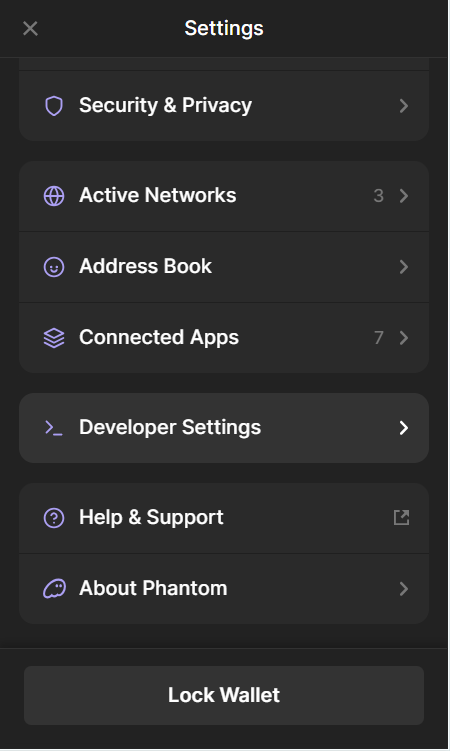 Settings
Security & Privacy
Active Networks 3
Address Book
Connected Apps 7
Developer Settings
Help & Support
About Phantom
Lock Wallet